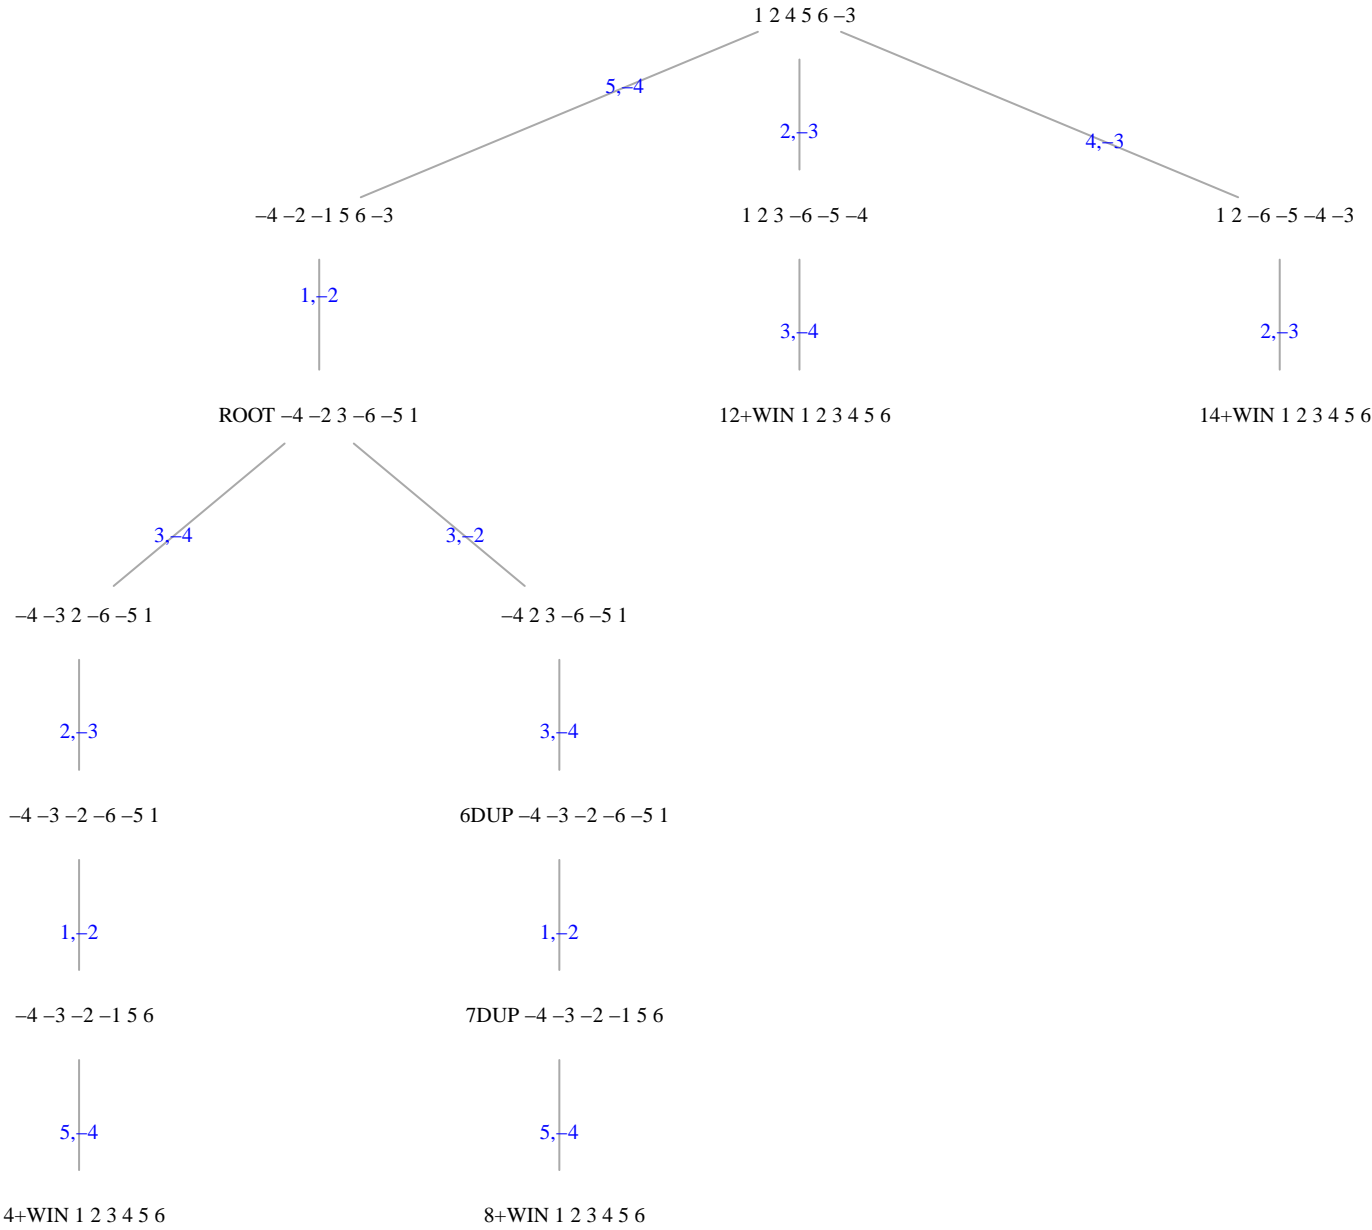 1 2 4 5 6 –3
5,–4
2,–3
4,–3
–4 –2 –1 5 6 –3
1 2 3 –6 –5 –4
1 2 –6 –5 –4 –3
1,–2
3,–4
2,–3
ROOT –4 –2 3 –6 –5 1
12+WIN 1 2 3 4 5 6
14+WIN 1 2 3 4 5 6
3,–4
3,–2
–4 –3 2 –6 –5 1
–4 2 3 –6 –5 1
2,–3
3,–4
–4 –3 –2 –6 –5 1
6DUP –4 –3 –2 –6 –5 1
1,–2
1,–2
–4 –3 –2 –1 5 6
7DUP –4 –3 –2 –1 5 6
5,–4
5,–4
4+WIN 1 2 3 4 5 6
8+WIN 1 2 3 4 5 6